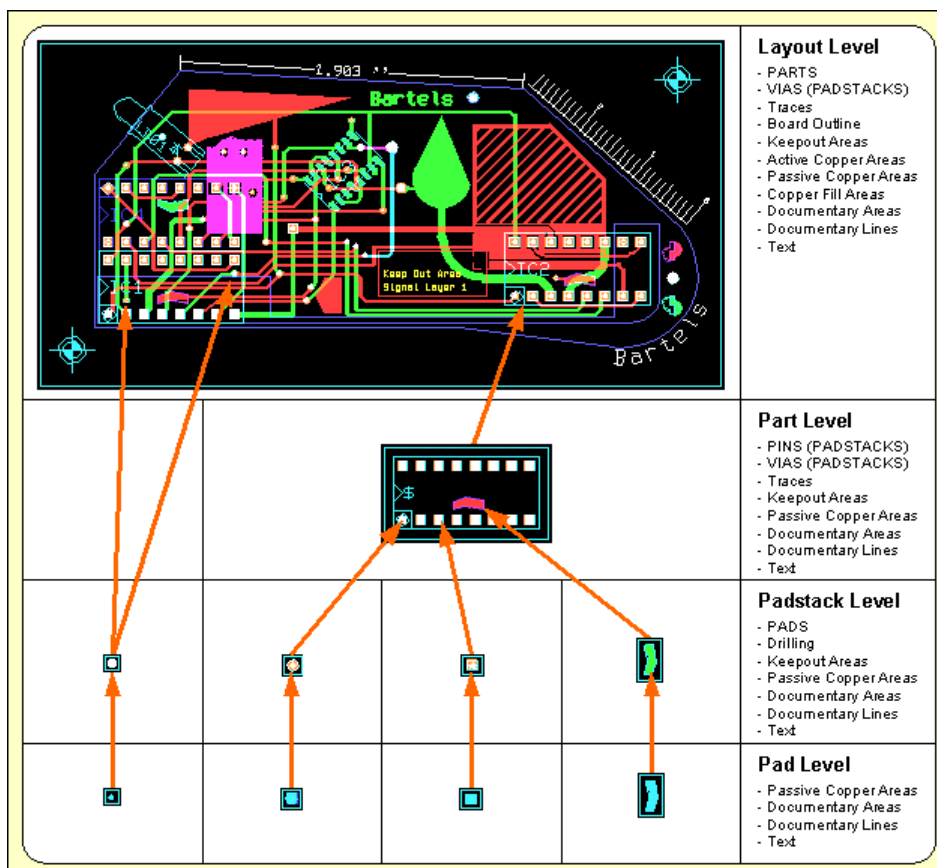 Layout Level
- PARTS
- VIAS (PADSTACKS)
- Traces
- Board Outline
- Keepout Areas
- Active Copper Areas
- Passive Copper Areas
- Copper Fill Areas
- Documentary Areas
- Documentary Lines
- Text
2.903 ’’
Bartels
IC2
Keep Out Area
Signal Layer 1
IC1
Bartels
Part Level
- PINS (PADSTACKS)
- VIAS (PADSTACKS)
- Traces
- Keepout Areas
- Passive Copper Areas
- Documentary Areas
- Documentary Lines
- Text
$
Padstack Level
- PADS
- Drilling
- Keepout Areas
- Passive Copper Areas
- Documentary Areas
- Documentary Lines
- Text
Pad Level
- Passive Copper Areas
- Documentary Areas
- Documentary Lines
- Text